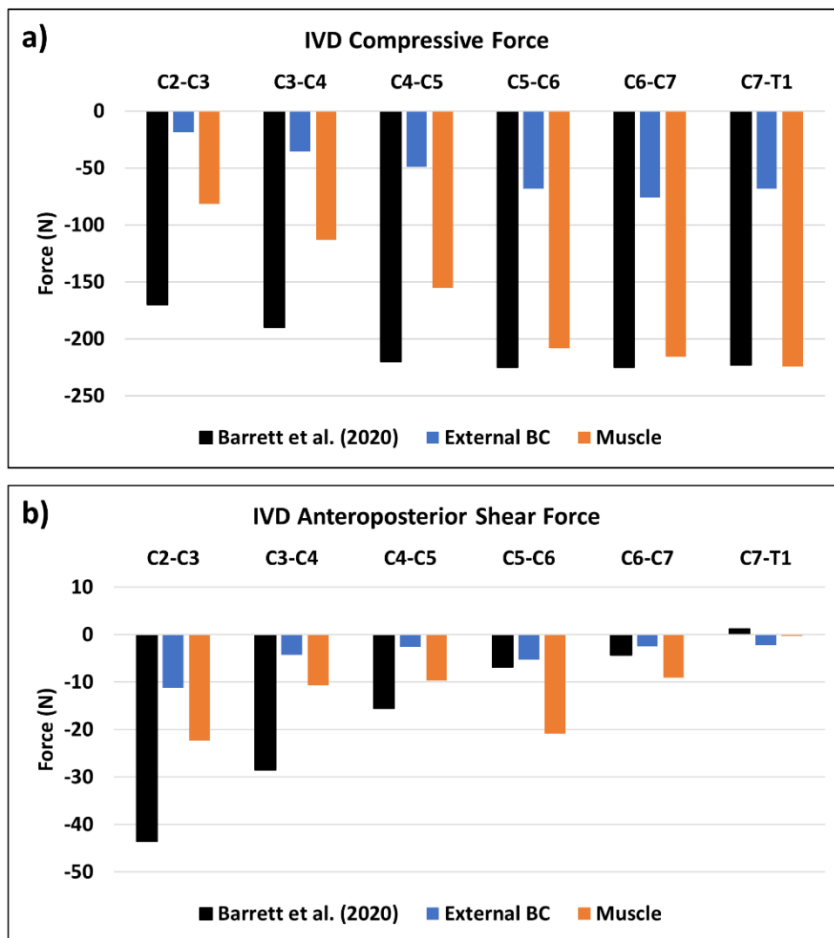 a)
IVD Compressive Force
C2-C3 C3-C4 C4-C5 C5-C6 C6-C7 C7-T1
0
-50
-100
-150
-200
-250
Force (N)
Barrett et al. (2020) External BC Muscle
b)
IVD Anteroposterior Shear Force
C2-C3 C3-C4 C4-C5 C5-C6 C6-C7 C7-T1
10
0
-10
-20
-30
-40
-50
Force (N)
Barrett et al. (2020) External BC Muscle